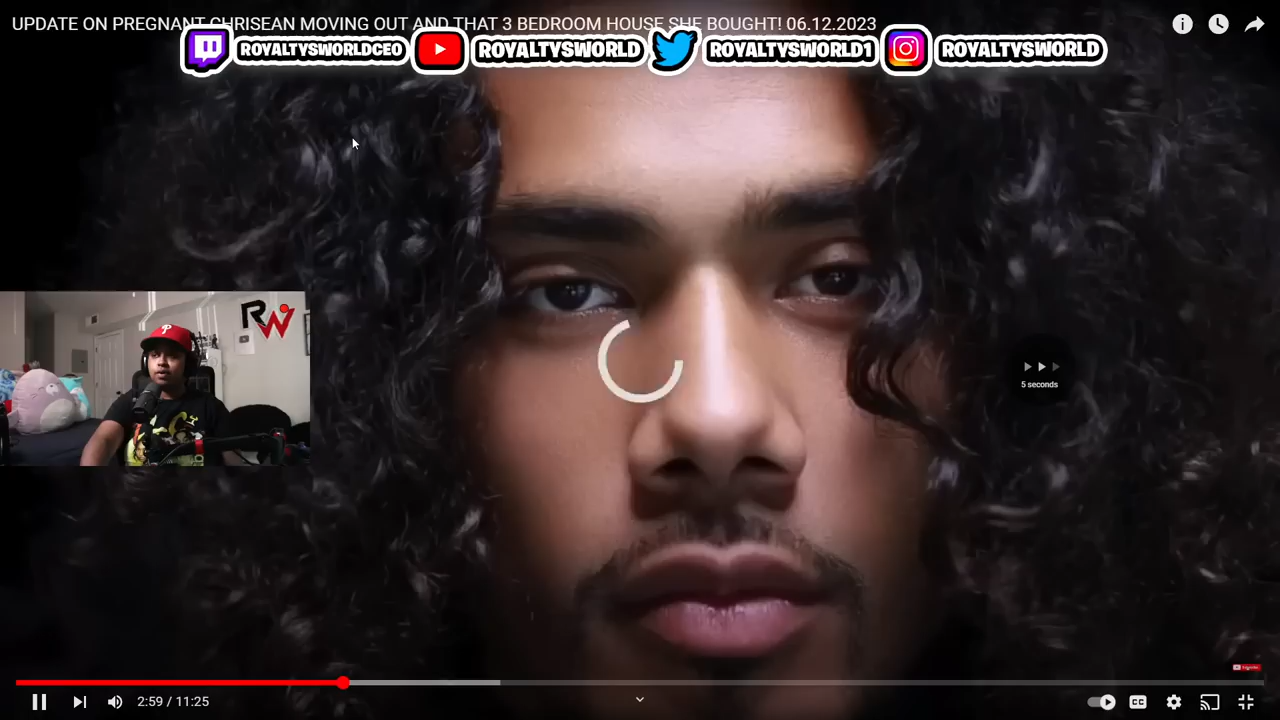 UPDATE ON PREGNANT CHRISEAN MOVING OUT AND THAT 3 BEDROOM HOUSE SHE BOUGHT! 06.12.2023
ROYALTYSWORLDCEO ROYALTYSWORLD ROYALTYSWORLD1 ROYALTYSWORLD
RW
P
5 seconds
2:59 / 11:25
CC